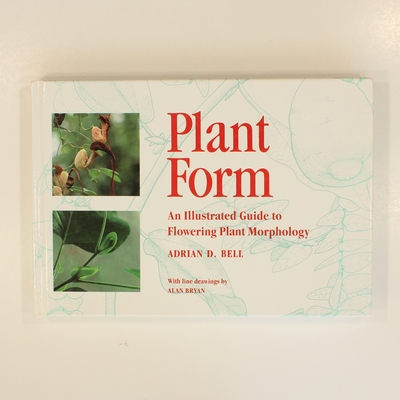 Plant
Form
An Illustrated Guide to
Flowering Plant Morphology
ADRIAN D. BELL
With line drawings by
ALAN BRYAN